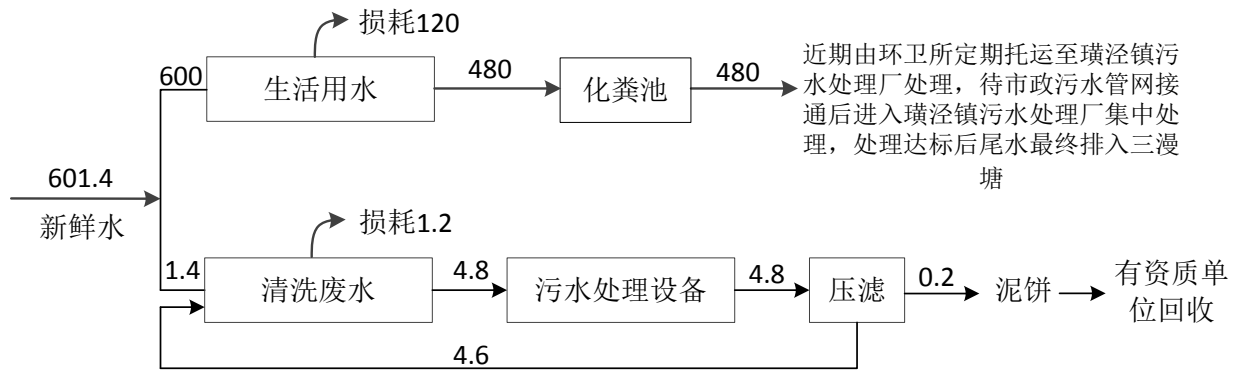 损耗120
600
生活用水
480
化粪池
480
近期由环卫所定期托运至璜泾镇污
水处理厂处理，待市政污水管网接
通后进入璜泾镇污水处理厂集中处
理，处理达标后尾水最终排入三漫
塘
601.4
新鲜水
损耗1.2
1.4
清洗废水
4.8
污水处理设备
4.8
压滤
0.2
泥饼
有资质单
位回收
4.6